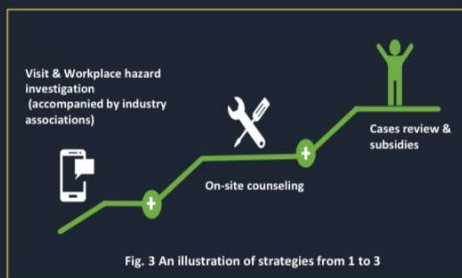 Visit & Workplace hazard
investigation
(accompanied by industry
associations)
On-site counseling
Cases review &
subsidies
Fig. 3 An illustration of strategies from 1 to 3